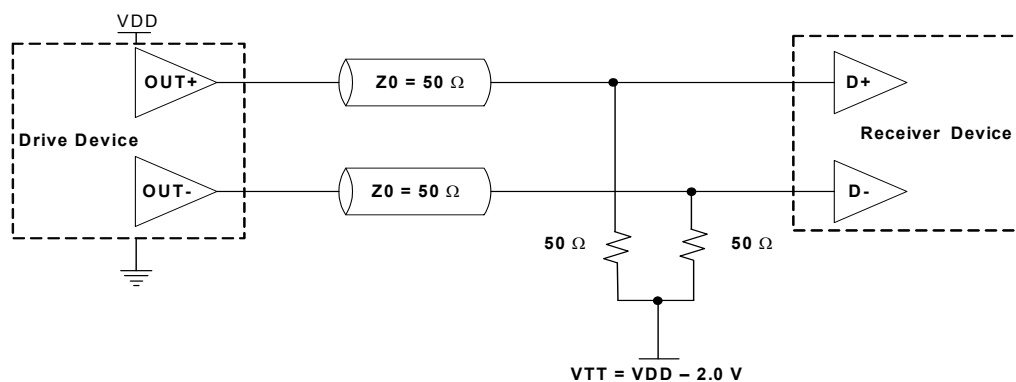 VDD
OUT+
Z0 = 50 Ω
D+
Drive Device
Receiver Device
OUT-
Z0 = 50 Ω
D-
50 Ω
50 Ω
VTT = VDD – 2.0 V